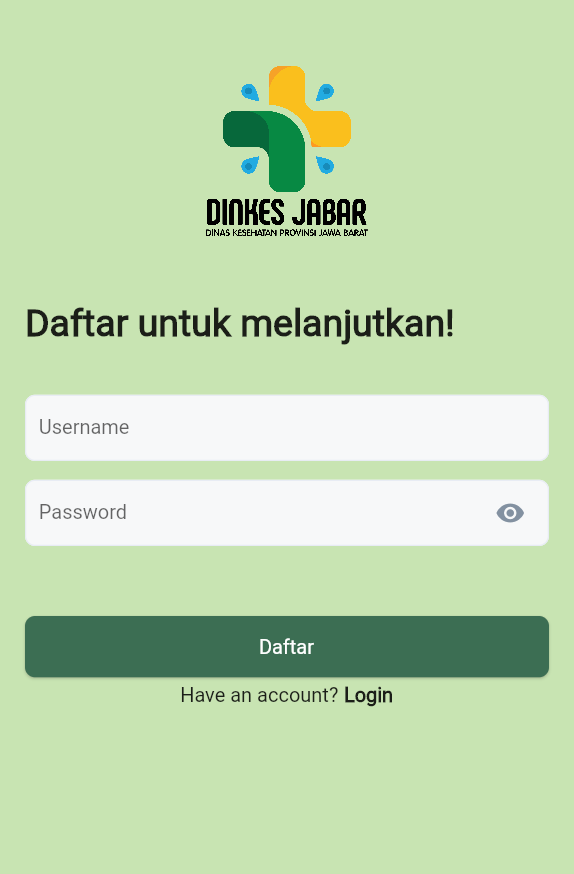 DINKES JABAR
DINAS KESEHATAN PROVINSI JAWA BARAT
Daftar untuk melanjutkan!
Username
Password
Daftar
Have an account? Login